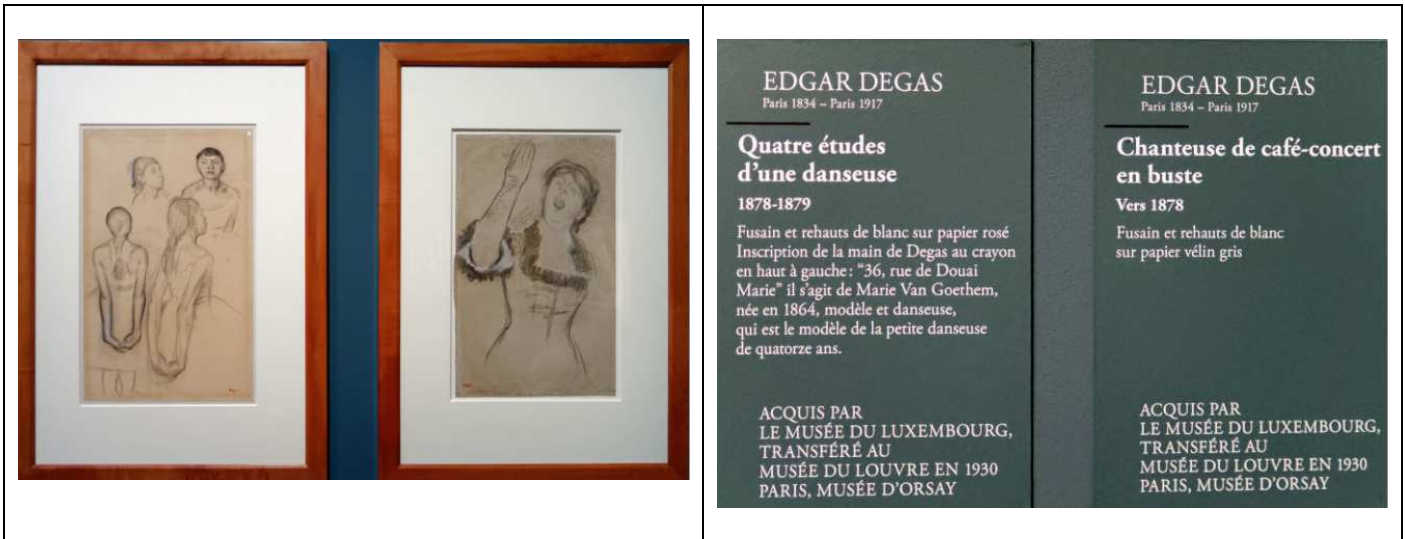 EDGAR DEGAS
Paris 1834 – Paris 1917
Quatre études
d'une danseuse
1878-1879
Fusain et rehauts de blanc sur papier rosé
Inscription de la main de Degas au crayon
en haut à gauche : "36, rue de Douai
Marie" il s'agit de Marie Van Goethem,
née en 1864, modèle et danseuse,
qui est le modèle de la petite danseuse
de quatorze ans.
ACQUIS PAR
LE MUSÉE DU LUXEMBOURG,
TRANSFÉRÉ AU
MUSÉE DU LOUVRE EN 1930
PARIS, MUSÉE D'ORSAY
EDGAR DEGAS
Paris 1834 – Paris 1917
Chanteuse de café-concert
en buste
Vers 1878
Fusain et rehauts de blanc
sur papier vélin gris
ACQUIS PAR
LE MUSÉE DU LUXEMBOURG,
TRANSFÉRÉ AU
MUSÉE DU LOUVRE EN 1930
PARIS, MUSÉE D'ORSAY